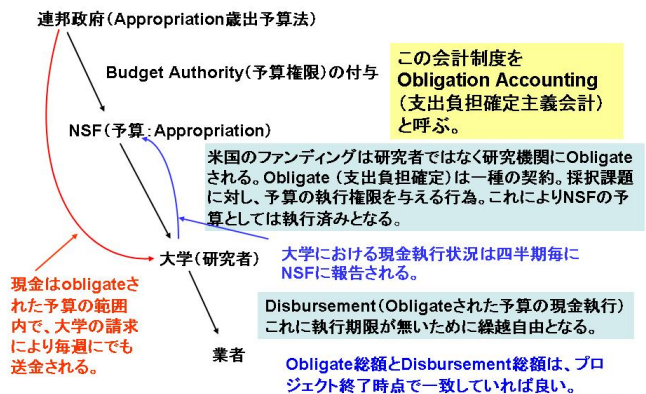 連邦政府(Appropriation歳出予算法)
Budget Authority(予算権限)の付与
この会計制度を
Obligation Accounting
(支出負担確定主義会計)
と呼ぶ。
NSF(予算:Appropriation)
米国のファンディングは研究者ではなく研究機関にObligate
される。Obligate (支出負担確定)は一種の契約。採択課題
に対し、予算の執行権限を与える行為。これによりNSFの予
算としては執行済みとなる。
大学(研究者)
大学における現金執行状況は四半期毎に
NSFに報告される。
現金はobligateさ
れた予算の範囲
内で、大学の請求
により毎週にでも
送金される。
Disbursement(Obligateされた予算の現金執行)
これに執行期限が無いために繰越自由となる。
業者
Obligate総額とDisbursement総額は、プロ
ジェクト終了時点で一致していれば良い。